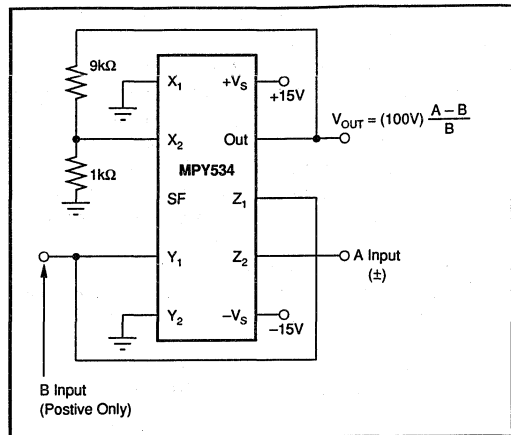 9kΩ
1kΩ
X₁
X₂
SF
Y₁
Y₂
MPY534
+Vₛ
Out
Z₁
Z₂
–Vₛ
+15V
V_OUT = (100V) A – B / B
A Input
(±)
–15V
B Input
(Postive Only)